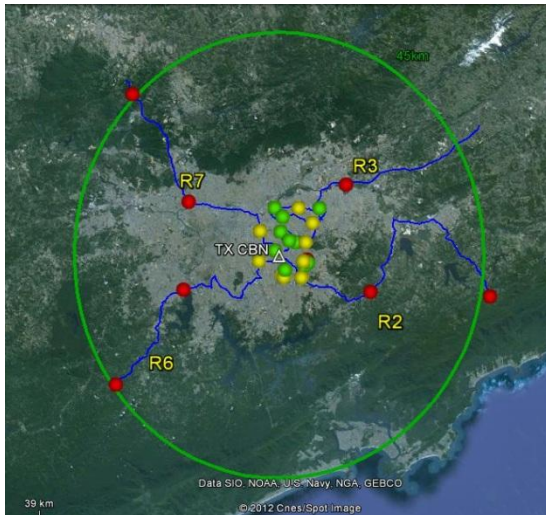 45km
R7
R3
TX CBN
R2
R6
Data SIO, NOAA, U.S. Navy, NGA, GEBCO
39 km
© 2012 Cnes/Spot Image